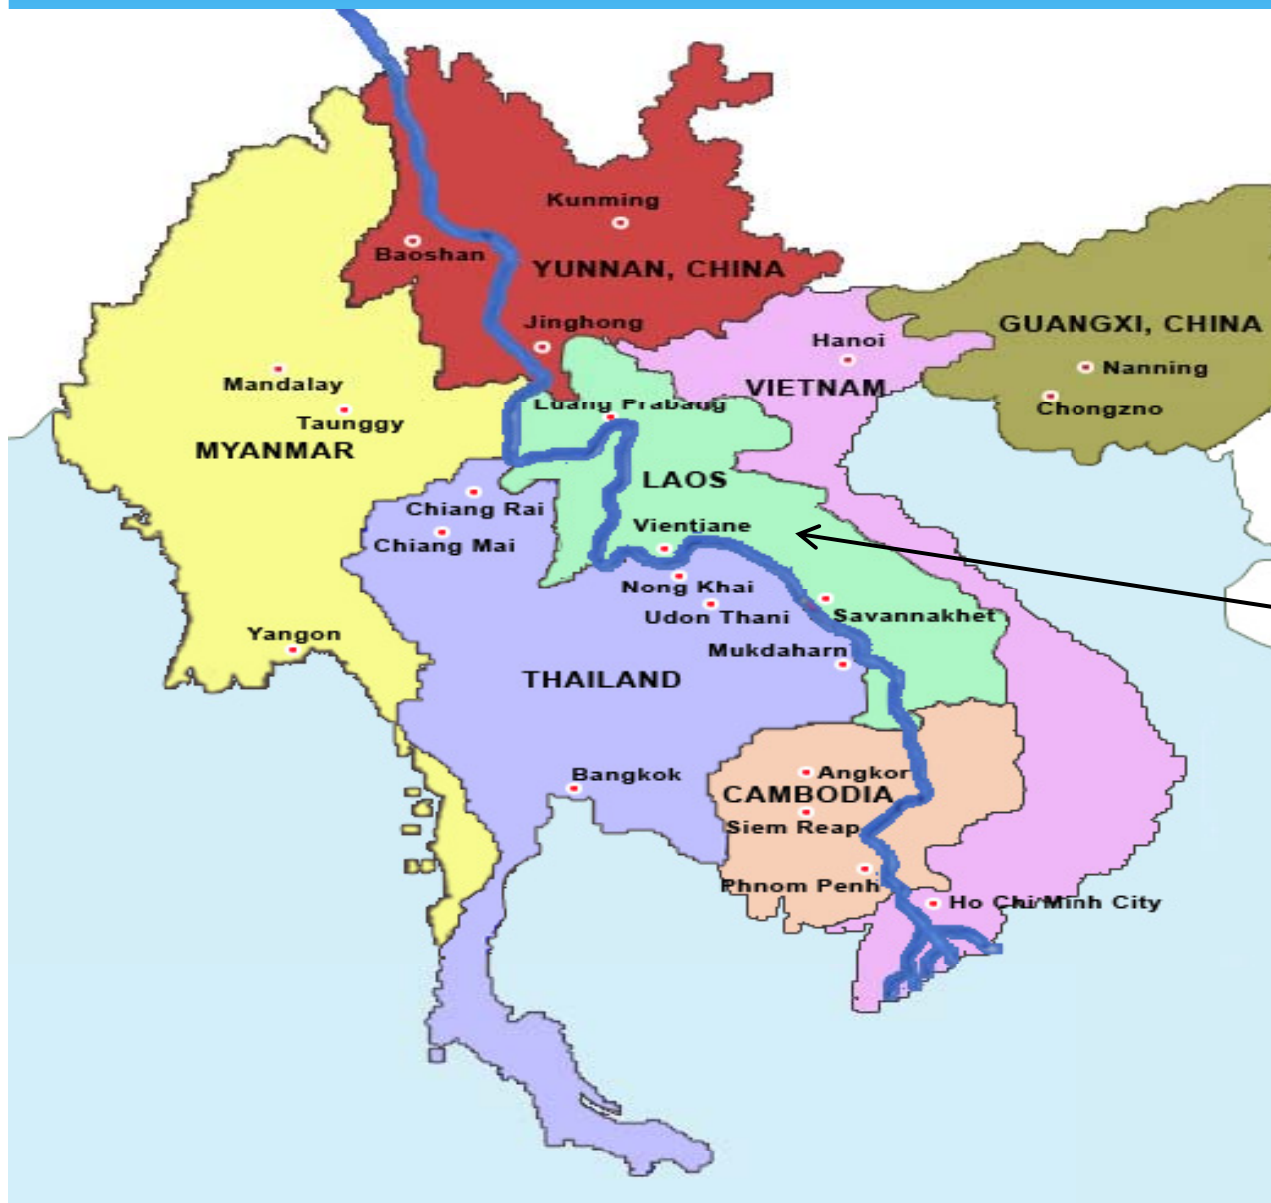 Kunming
Baoshan
YUNNAN, CHINA
Jinghong
GUANGXI, CHINA
Hanoi
Nanning
VIETNAM
Mandalay
Chongzno
Luang Prabang
Taunggy
MYANMAR
LAOS
Chiang Rai
Vientiane
Chiang Mai
Nong Khai
Udon Thani
Savannakhet
Yangon
Mukdaharn
THAILAND
Bangkok
Angkor
CAMBODIA
Siem Reap
Phnom Penh
Ho Chi Minh City